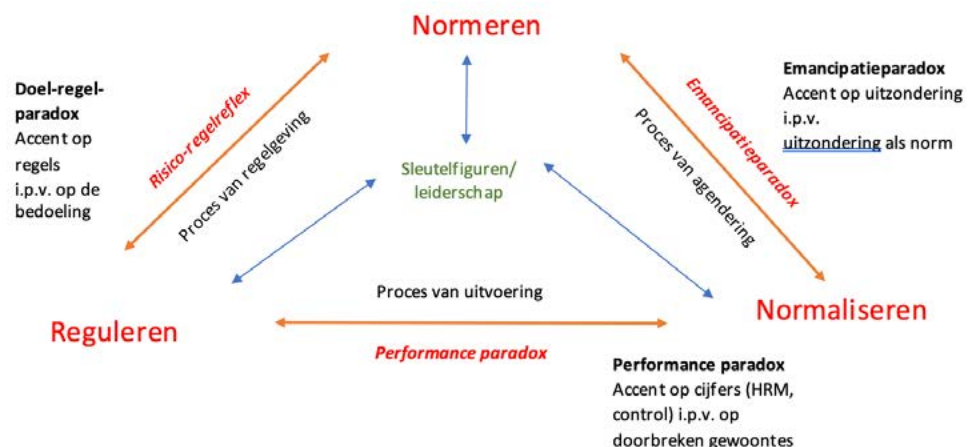 Normeren
Doel-regel-
paradox
Accent op
regels
i.p.v. op de
bedoeling
Risico-regelreflex
Proces van regelgeving
Sleutelfiguren/
leiderschap
Emancipatieparadox
Proces van agendering
Emancipatieparadox
Accent op uitzondering
i.p.v.
uitzondering als norm
Reguleren
Proces van uitvoering
Performance paradox
Normaliseren
Performance paradox
Accent op cijfers (HRM,
control) i.p.v. op
doorbreken gewoontes